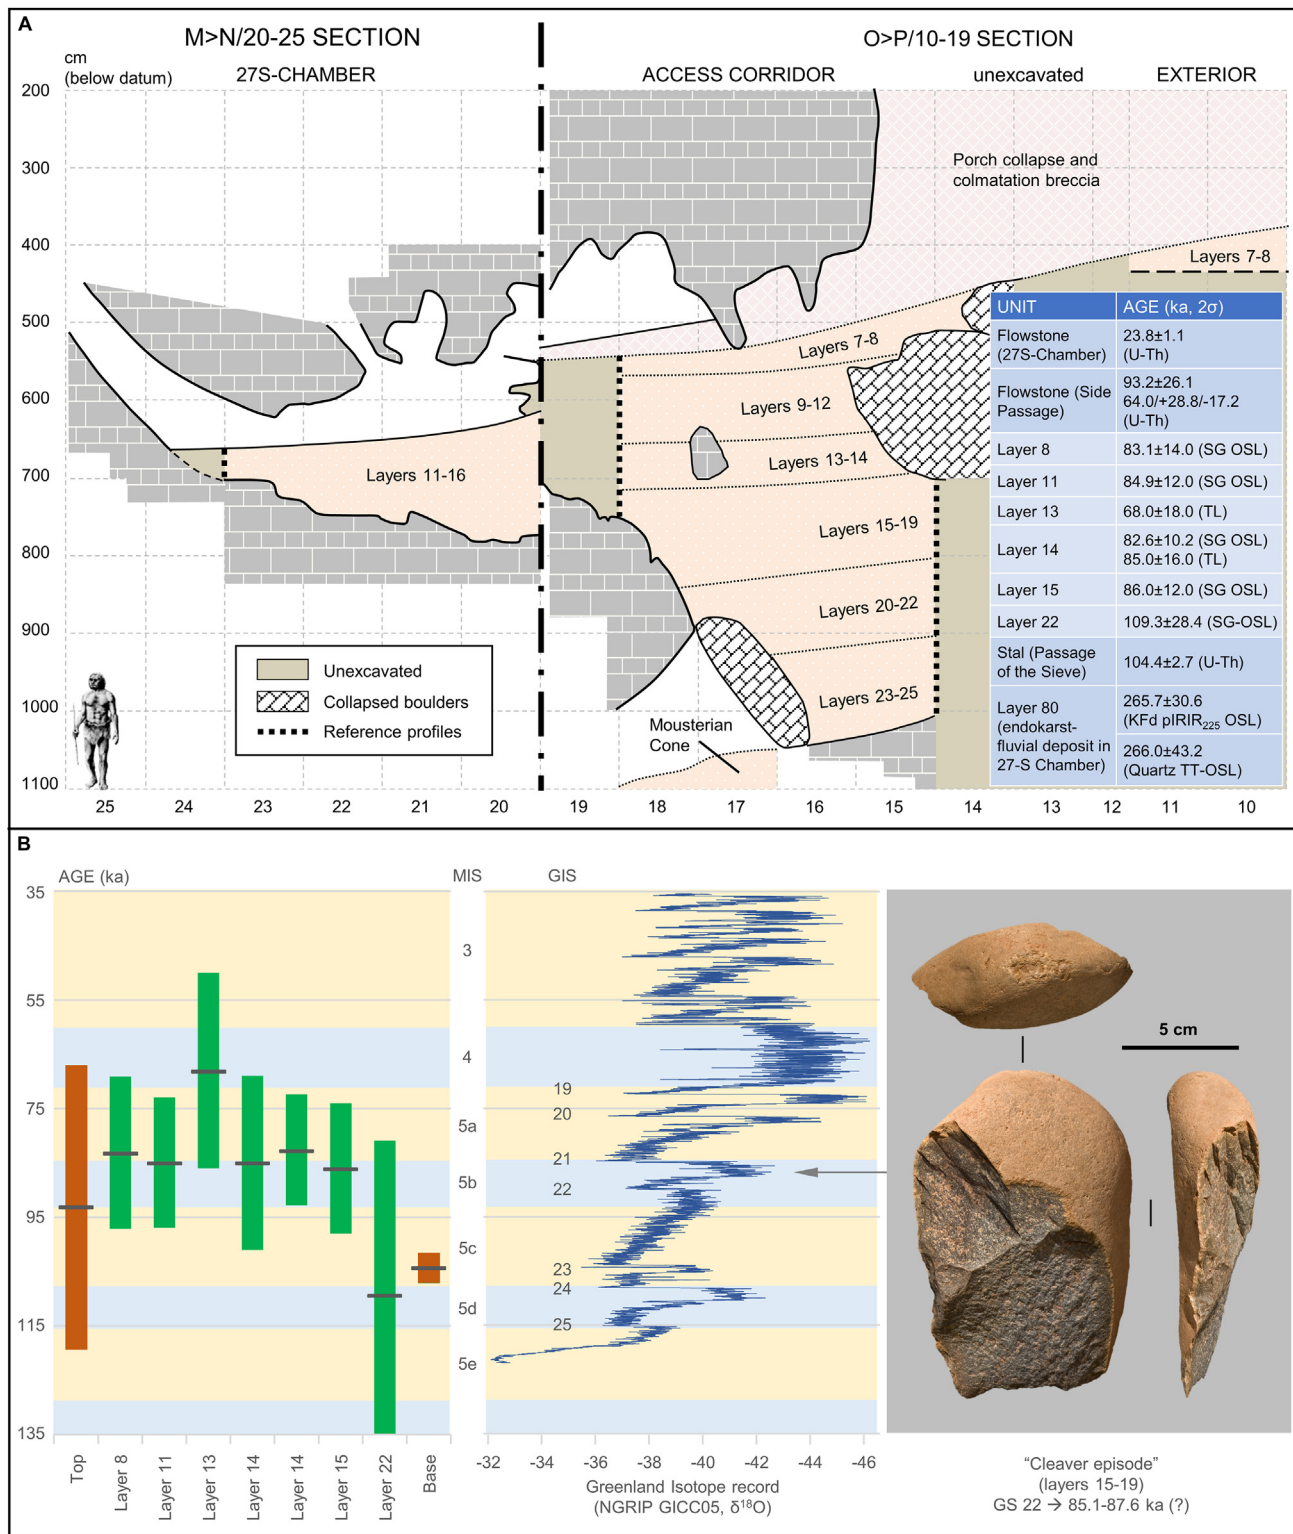 A
M>N/20-25 SECTION
O>P/10-19 SECTION
cm
(below datum)
27S-CHAMBER
ACCESS CORRIDOR
unexcavated
EXTERIOR
200
300
400
500
600
700
800
900
1000
1100
Porch collapse and
colmatation breccia
Layers 7-8
Layers 7-8
Layers 9-12
Layers 13-14
Layers 11-16
Layers 15-19
Layers 20-22
Layers 23-25
Mousterian
Cone
Unexcavated
Collapsed boulders
Reference profiles
25 24 23 22 21 20 19 18 17 16 15 14 13 12 11 10
UNIT AGE (ka, 2σ)
Flowstone
(27S-Chamber)
23.8±1.1
(U-Th)
Flowstone (Side
Passage)
93.2±26.1
64.0/+28.8/-17.2
(U-Th)
Layer 8 83.1±14.0 (SG OSL)
Layer 11 84.9±12.0 (SG OSL)
Layer 13 68.0±18.0 (TL)
Layer 14
82.6±10.2 (SG OSL)
85.0±16.0 (TL)
Layer 15 86.0±12.0 (SG OSL)
Layer 22 109.3±28.4 (SG-OSL)
Stal (Passage
of the Sieve)
104.4±2.7 (U-Th)
Layer 80
(endokarst-
fluvial deposit in
27-S Chamber)
265.7±30.6
(KFd pIRIR225 OSL)
266.0±43.2
(Quartz TT-OSL)
B
AGE (ka)
MIS
GIS
35
55
75
95
115
135
3
4
5a
5b
5c
5d
5e
19
20
21
22
23
24
25
Top
Layer 8
Layer 11
Layer 13
Layer 14
Layer 14
Layer 15
Layer 22
Base
-32 -34 -36 -38 -40 -42 -44 -46
Greenland Isotope record
(NGRIP GICC05, δ18O)
5 cm
“Cleaver episode”
(layers 15-19)
GS 22 → 85.1-87.6 ka (?)